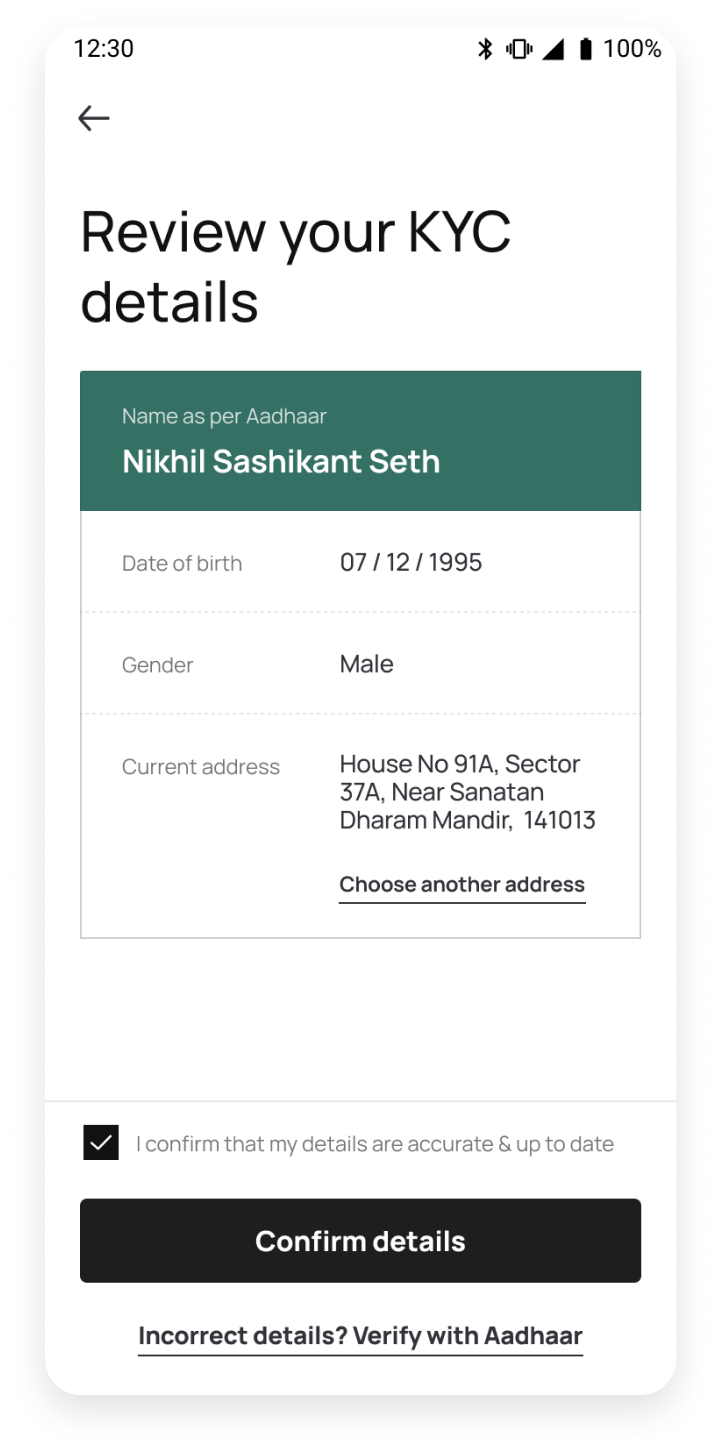 12:30 100%
Review your KYC
details
Name as per Aadhaar
Nikhil Sashikant Seth
Date of birth 07 / 12 / 1995
Gender Male
Current address House No 91A, Sector
37A, Near Sanatan
Dharam Mandir, 141013
Choose another address
I confirm that my details are accurate & up to date
Confirm details
Incorrect details? Verify with Aadhaar